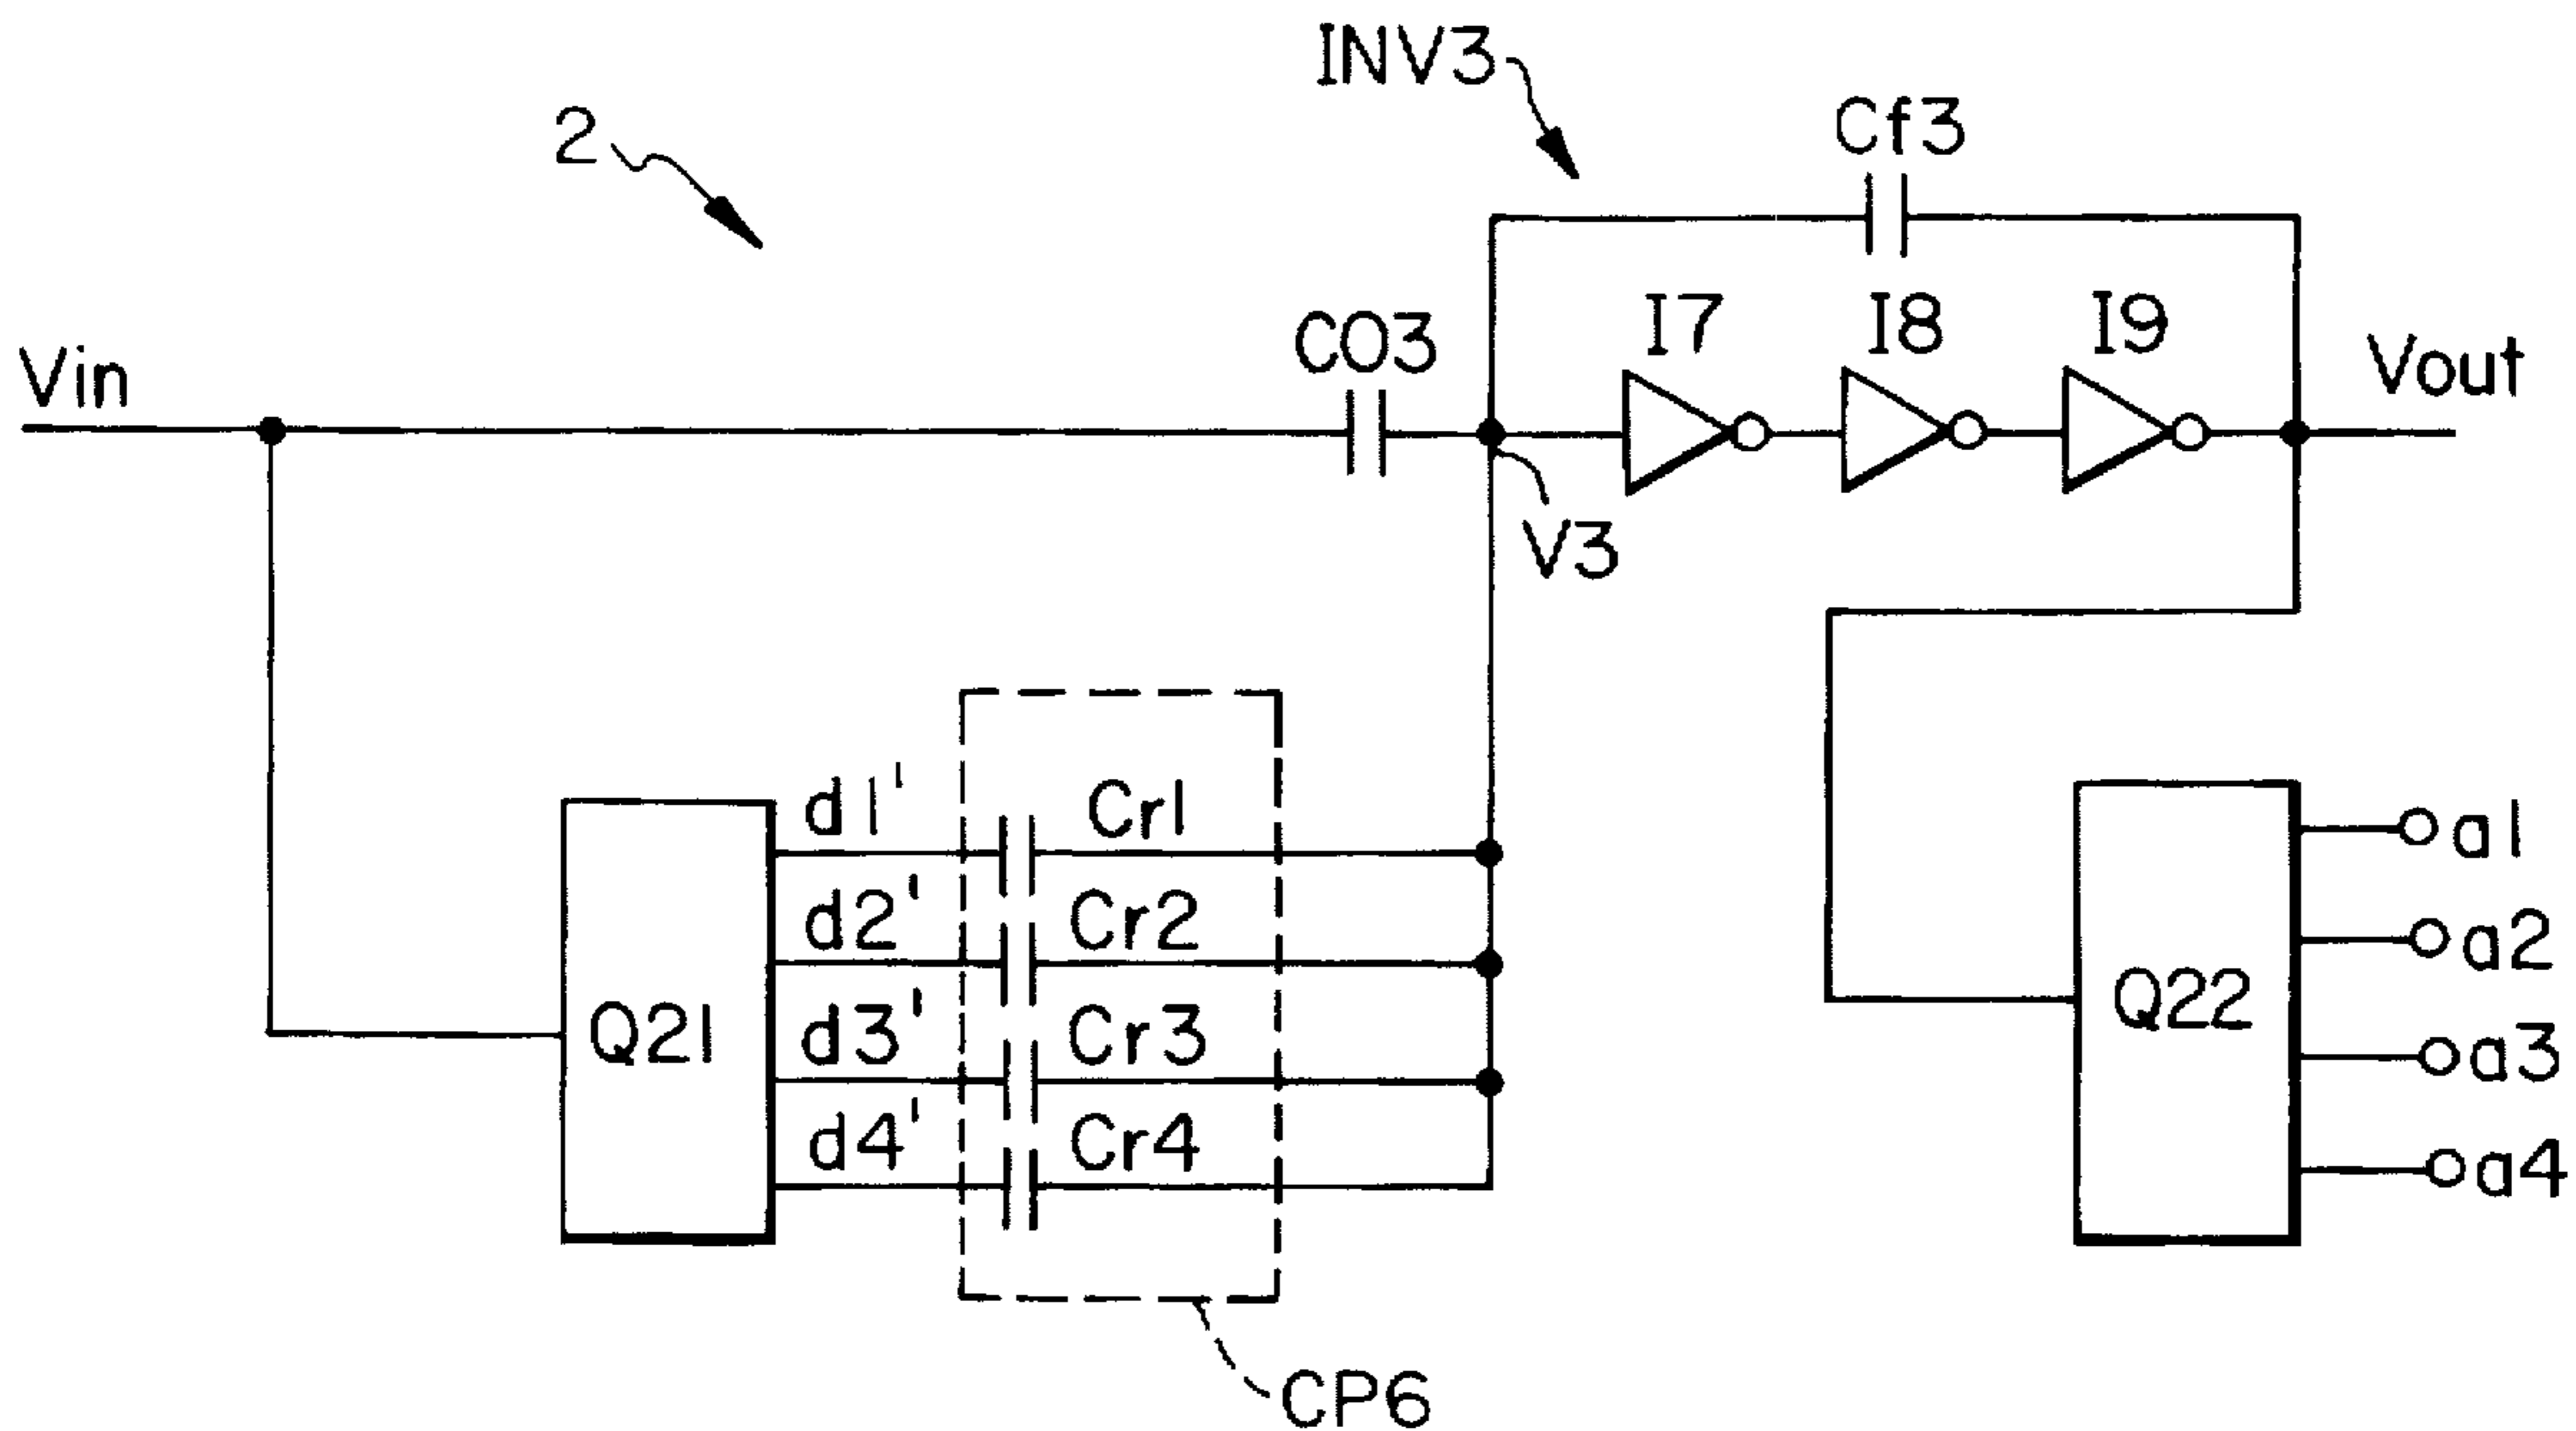 INV3
2
Cf3
CO3
I7
I8
I9
Vin
Vout
V3
d1'
Cr1
d2'
Cr2
d3'
Cr3
d4'
Cr4
Q21
Q22
a1
a2
a3
a4
CP6